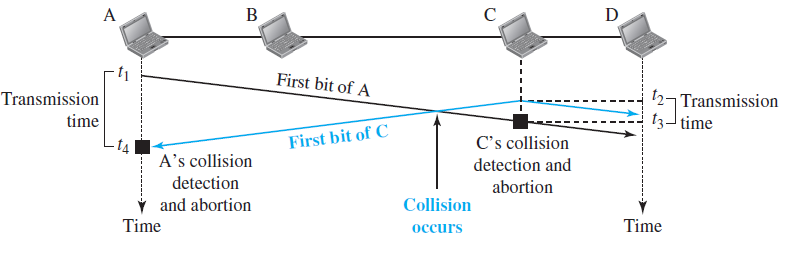 A
B
C
D
t1
First bit of A
Transmission
time
t2
Transmission
t3
time
t4
First bit of C
A's collision
detection
and abortion
C's collision
detection and
abortion
Collision
occurs
Time
Time